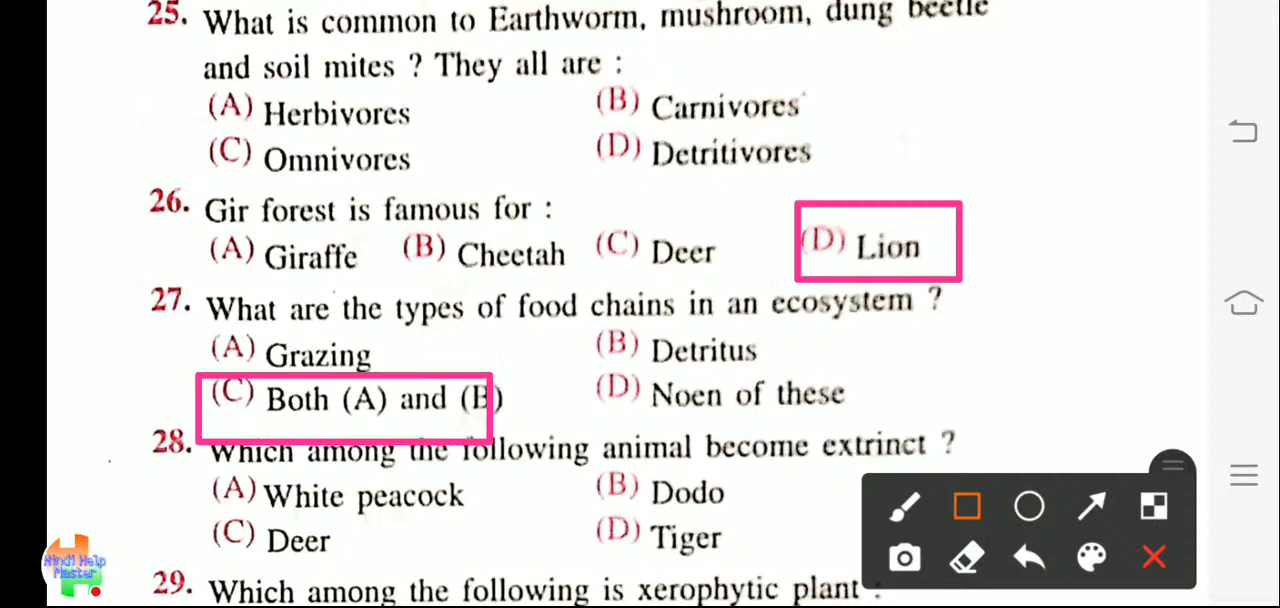 25. What is common to Earthworm, mushroom, dung beetle
and soil mites ? They all are :
(A) Herbivores (B) Carnivores
(C) Omnivores (D) Detritivores
26. Gir forest is famous for :
(A) Giraffe (B) Cheetah (C) Deer (D) Lion
27. What are the types of food chains in an ecosystem ?
(A) Grazing (B) Detritus
(C) Both (A) and (B) (D) Noen of these
28. Which among the following animal become extrinct ?
(A) White peacock (B) Dodo
(C) Deer (D) Tiger
Hindi Help
Master
29. Which among the following is xerophytic plant :